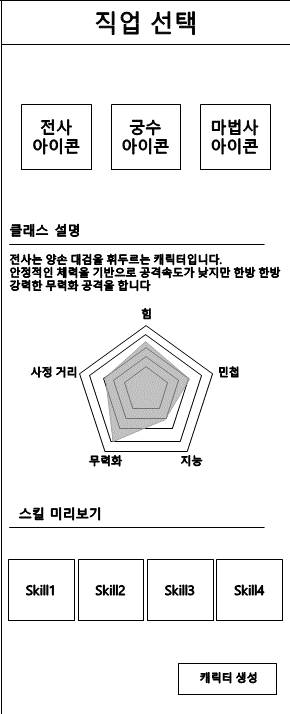 직업 선택
전사
아이콘
궁수
아이콘
마법사
아이콘
클래스 설명
전사는 양손 대검을 휘두르는 캐릭터입니다.
안정적인 체력을 기반으로 공격속도가 낮지만 한방 한방
강력한 무력화 공격을 합니다
힘
사정 거리
민첩
무력화
지능
스킬 미리보기
Skill1
Skill2
Skill3
Skill4
캐릭터 생성